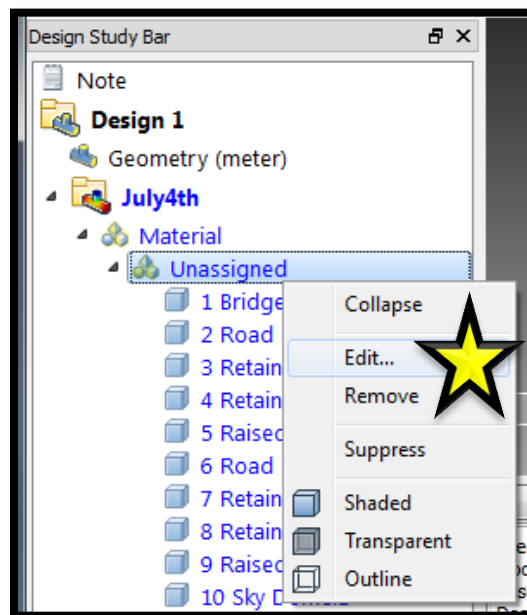 Design Study Bar
Note
Design 1
Geometry (meter)
July4th
Material
Unassigned
1 Bridge
Collapse
2 Road
3 Retain
Edit...
4 Retain
Remove
5 Raised
6 Road
Suppress
7 Retain
8 Retain
Shaded
9 Raised
Transparent
10 Sky
Outline